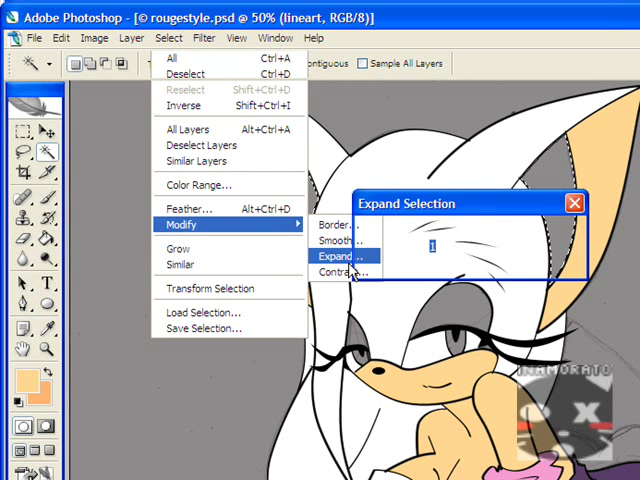 Adobe Photoshop - [© rougestyle.psd @ 50% (lineart, RGB/8)]
File Edit Image Layer Select Filter View Window Help
ontiguous Sample All Layers
All Ctrl+A
Deselect Ctrl+D
Reselect Shift+Ctrl+D
Inverse Shift+Ctrl+I
All Layers Alt+Ctrl+A
Deselect Layers
Similar Layers
Color Range...
Feather... Alt+Ctrl+D
Modify
Grow
Similar
Transform Selection
Load Selection...
Save Selection...
Border...
Smooth...
Expand...
Contra...
Expand Selection
1
INAMORATO